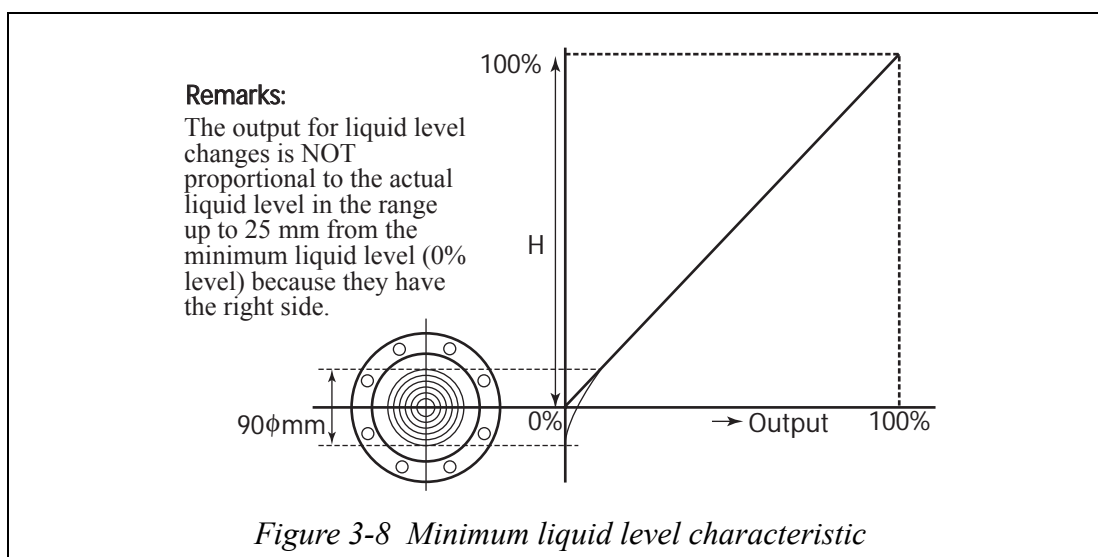 100%
Remarks:
The output for liquid level
changes is NOT
proportional to the actual
liquid level in the range
up to 25 mm from the
minimum liquid level (0%
level) because they have
the right side.
H
90ϕmm
0%
Output
100%
Figure 3-8 Minimum liquid level characteristic